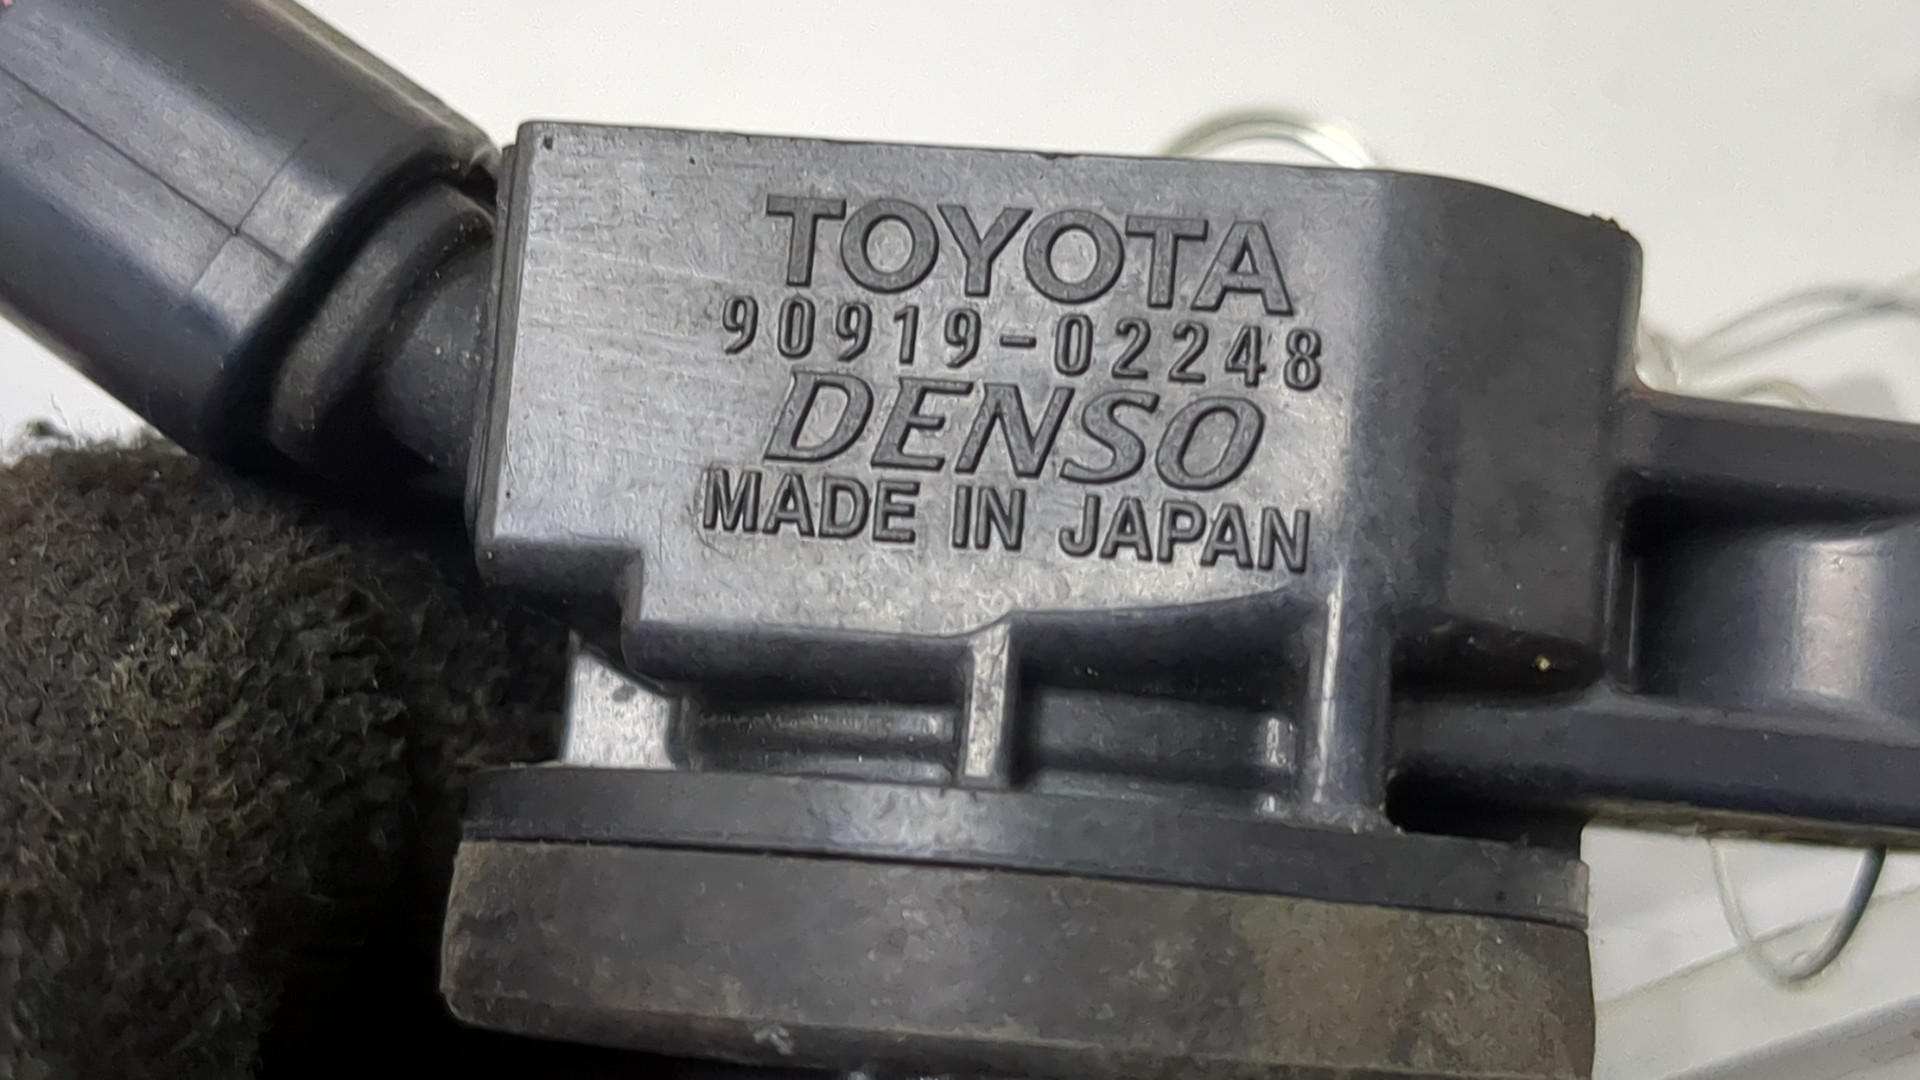 TOYOTA
90919-02248
DENSO
MADE IN JAPAN